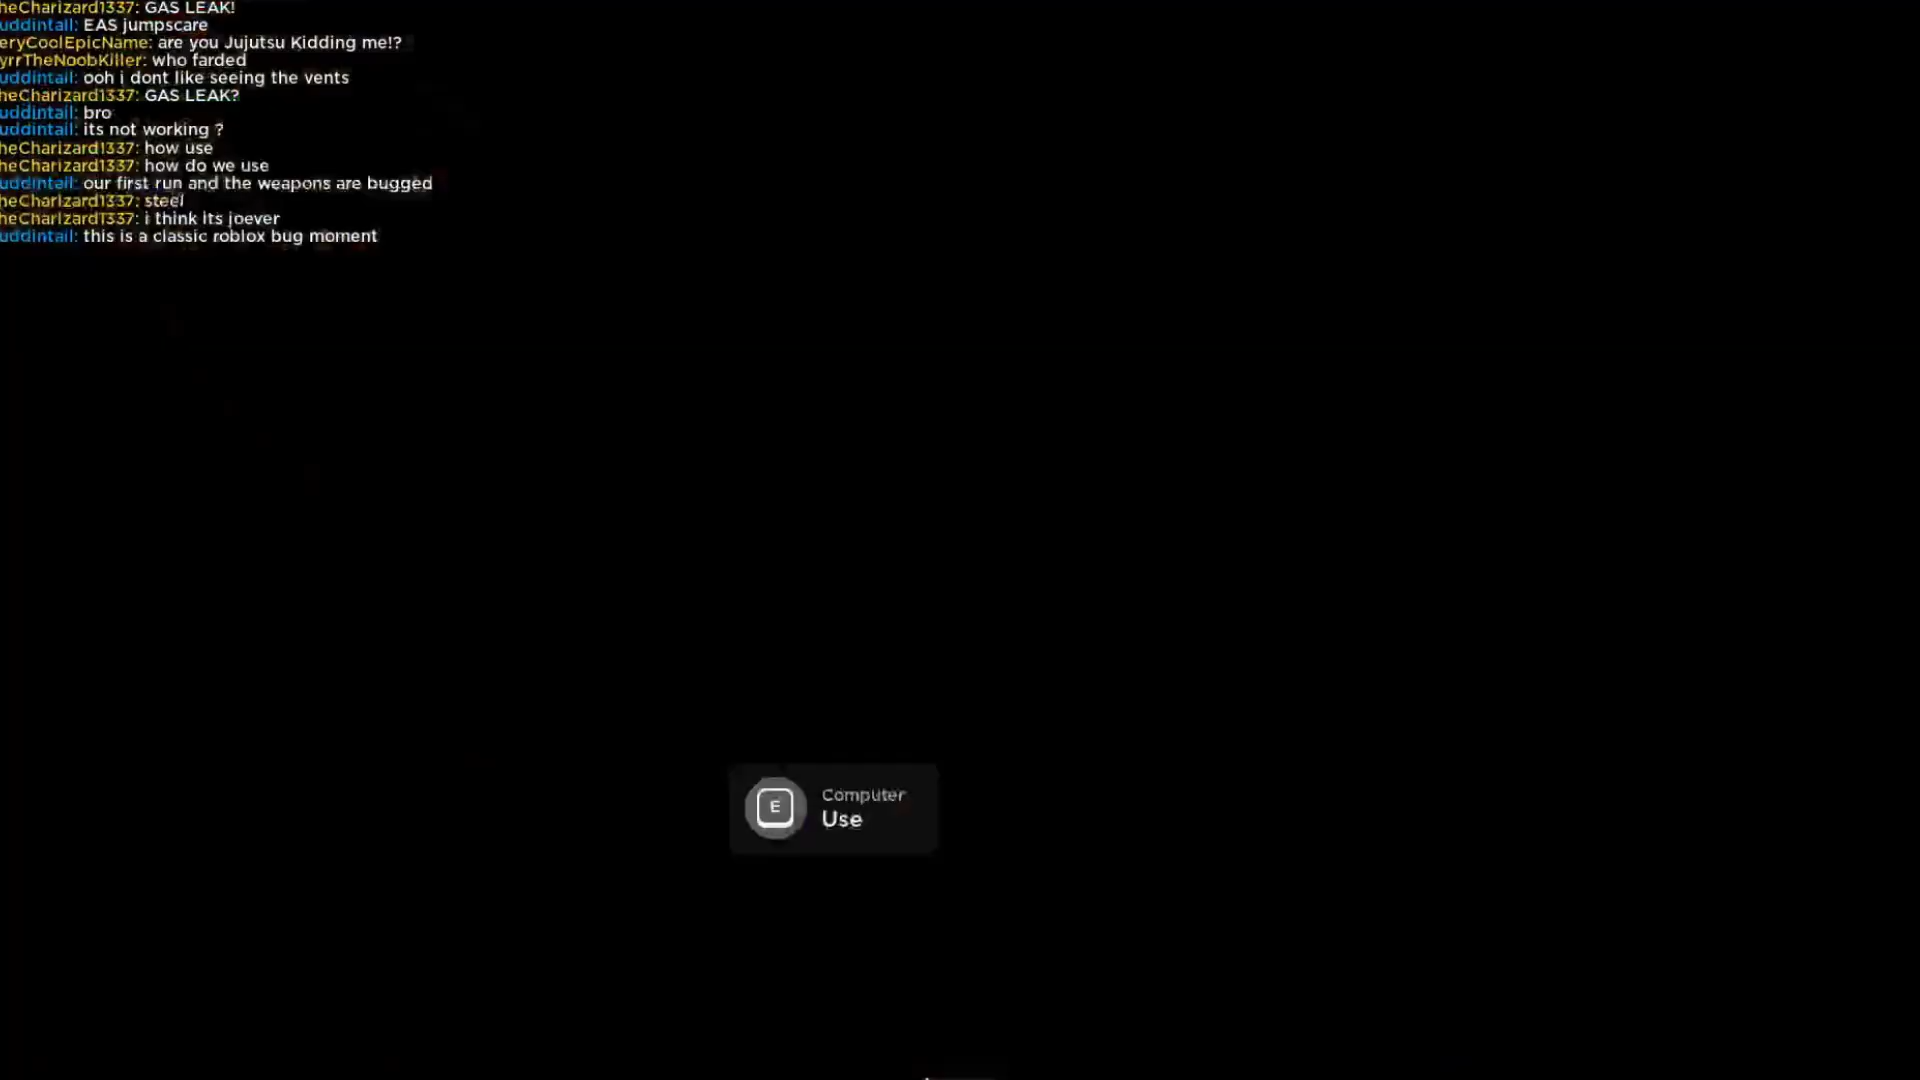 heCharizard1337: GAS LEAK!
uddintail: EAS jumpscare
eryCoolEpicName: are you Jujutsu Kidding me!?
yrrTheNoobKiller: who farded
uddintail: ooh i dont like seeing the vents
heCharizard1337: GAS LEAK?
uddintail: bro
uddintail: its not working ?
heCharizard1337: how use
heCharizard1337: how do we use
uddintail: our first run and the weapons are bugged
heCharizard1337: steel
heCharizard1337: i think its joever
uddintail: this is a classic roblox bug moment
Computer
E
Use